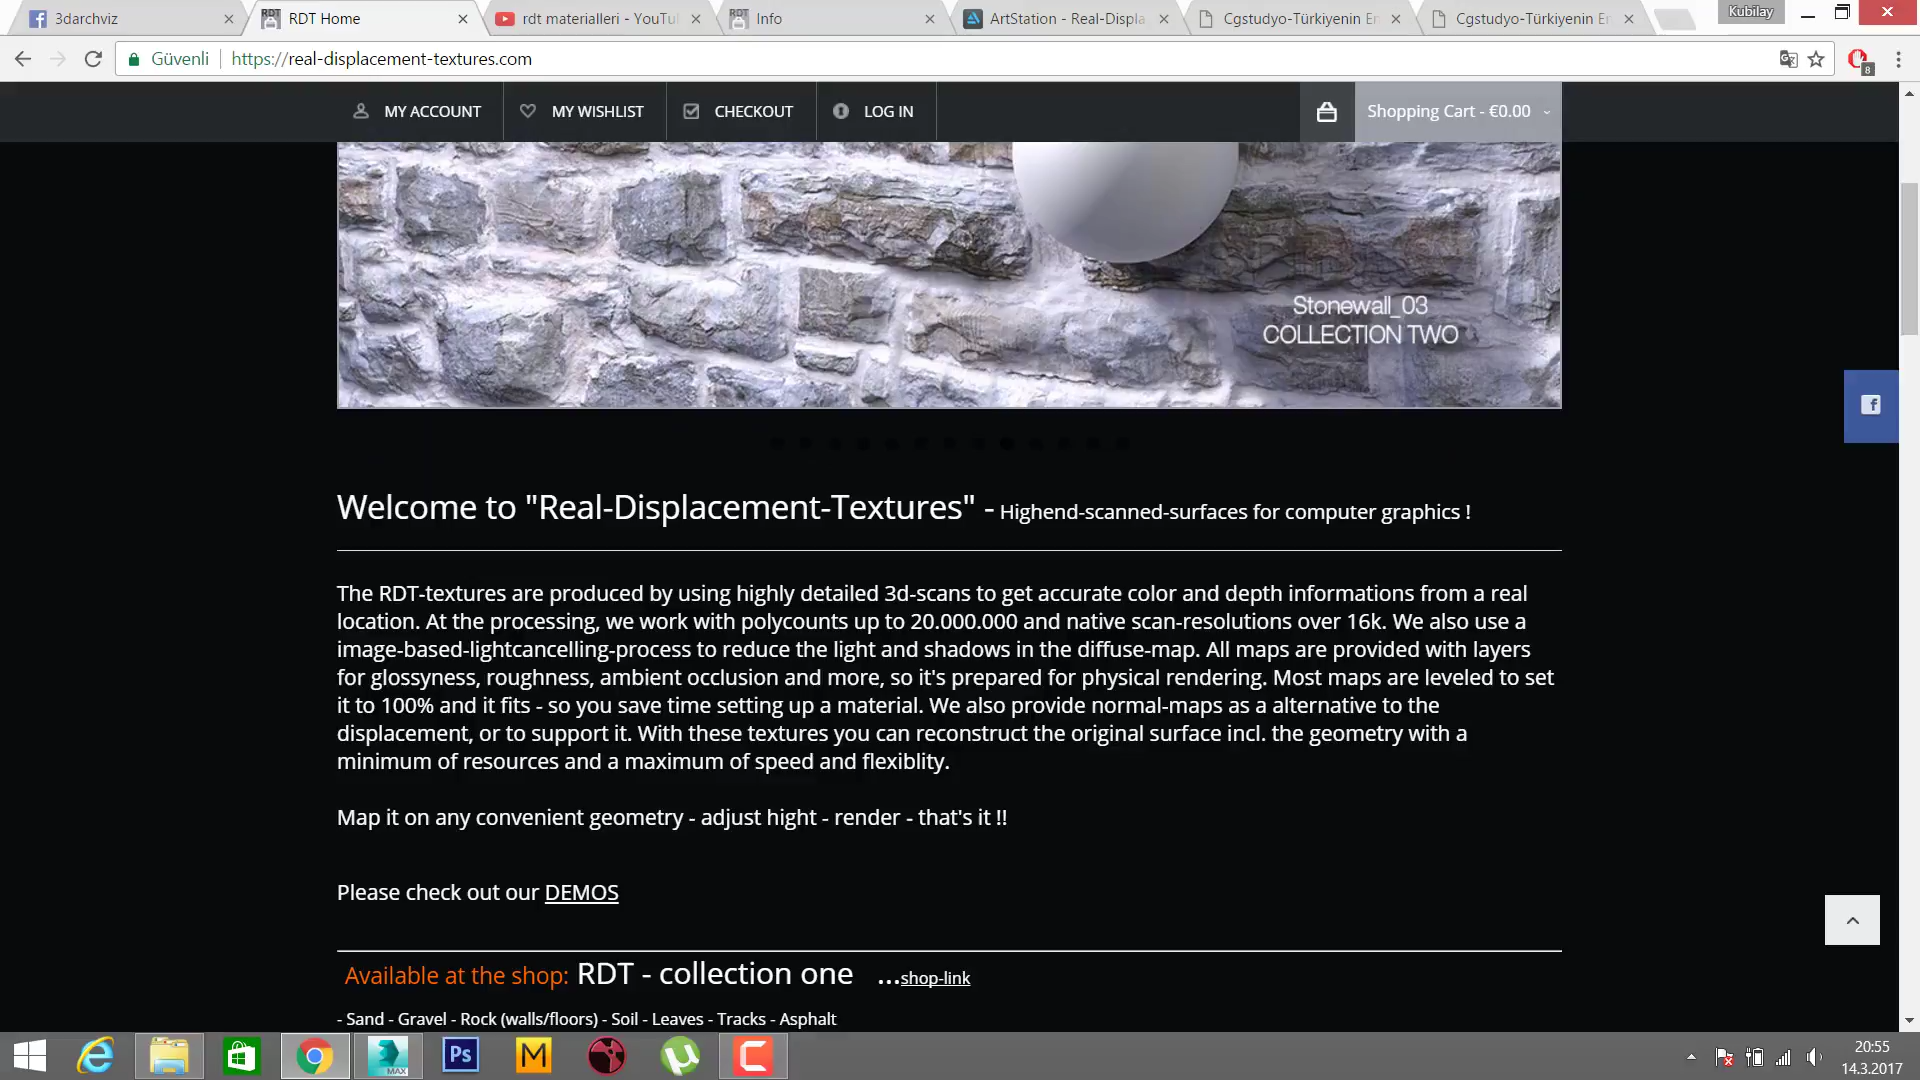 3darchviz
RDT Home
rdt materialleri - YouTu
Info
ArtStation - Real-Displa
Cgstudyo-Türkiyenin En
Cgstudyo-Türkiyenin En
Kubilay
Güvenli
https://real-displacement-textures.com
8
MY ACCOUNT
MY WISHLIST
CHECKOUT
LOG IN
Shopping Cart - €0.00
Stonewall_03
COLLECTION TWO
Welcome to "Real-Displacement-Textures" - Highend-scanned-surfaces for computer graphics !
The RDT-textures are produced by using highly detailed 3d-scans to get accurate color and depth informations from a real
location. At the processing, we work with polycounts up to 20.000.000 and native scan-resolutions over 16k. We also use a
image-based-lightcancelling-process to reduce the light and shadows in the diffuse-map. All maps are provided with layers
for glossyness, roughness, ambient occlusion and more, so it's prepared for physical rendering. Most maps are leveled to set
it to 100% and it fits - so you save time setting up a material. We also provide normal-maps as a alternative to the
displacement, or to support it. With these textures you can reconstruct the original surface incl. the geometry with a
minimum of resources and a maximum of speed and flexiblity.
Map it on any convenient geometry - adjust hight - render - that's it !!
Please check out our DEMOS
Available at the shop: RDT - collection one ...shop-link
- Sand - Gravel - Rock (walls/floors) - Soil - Leaves - Tracks - Asphalt
MAX
Ps
M
20:55
14.3.2017